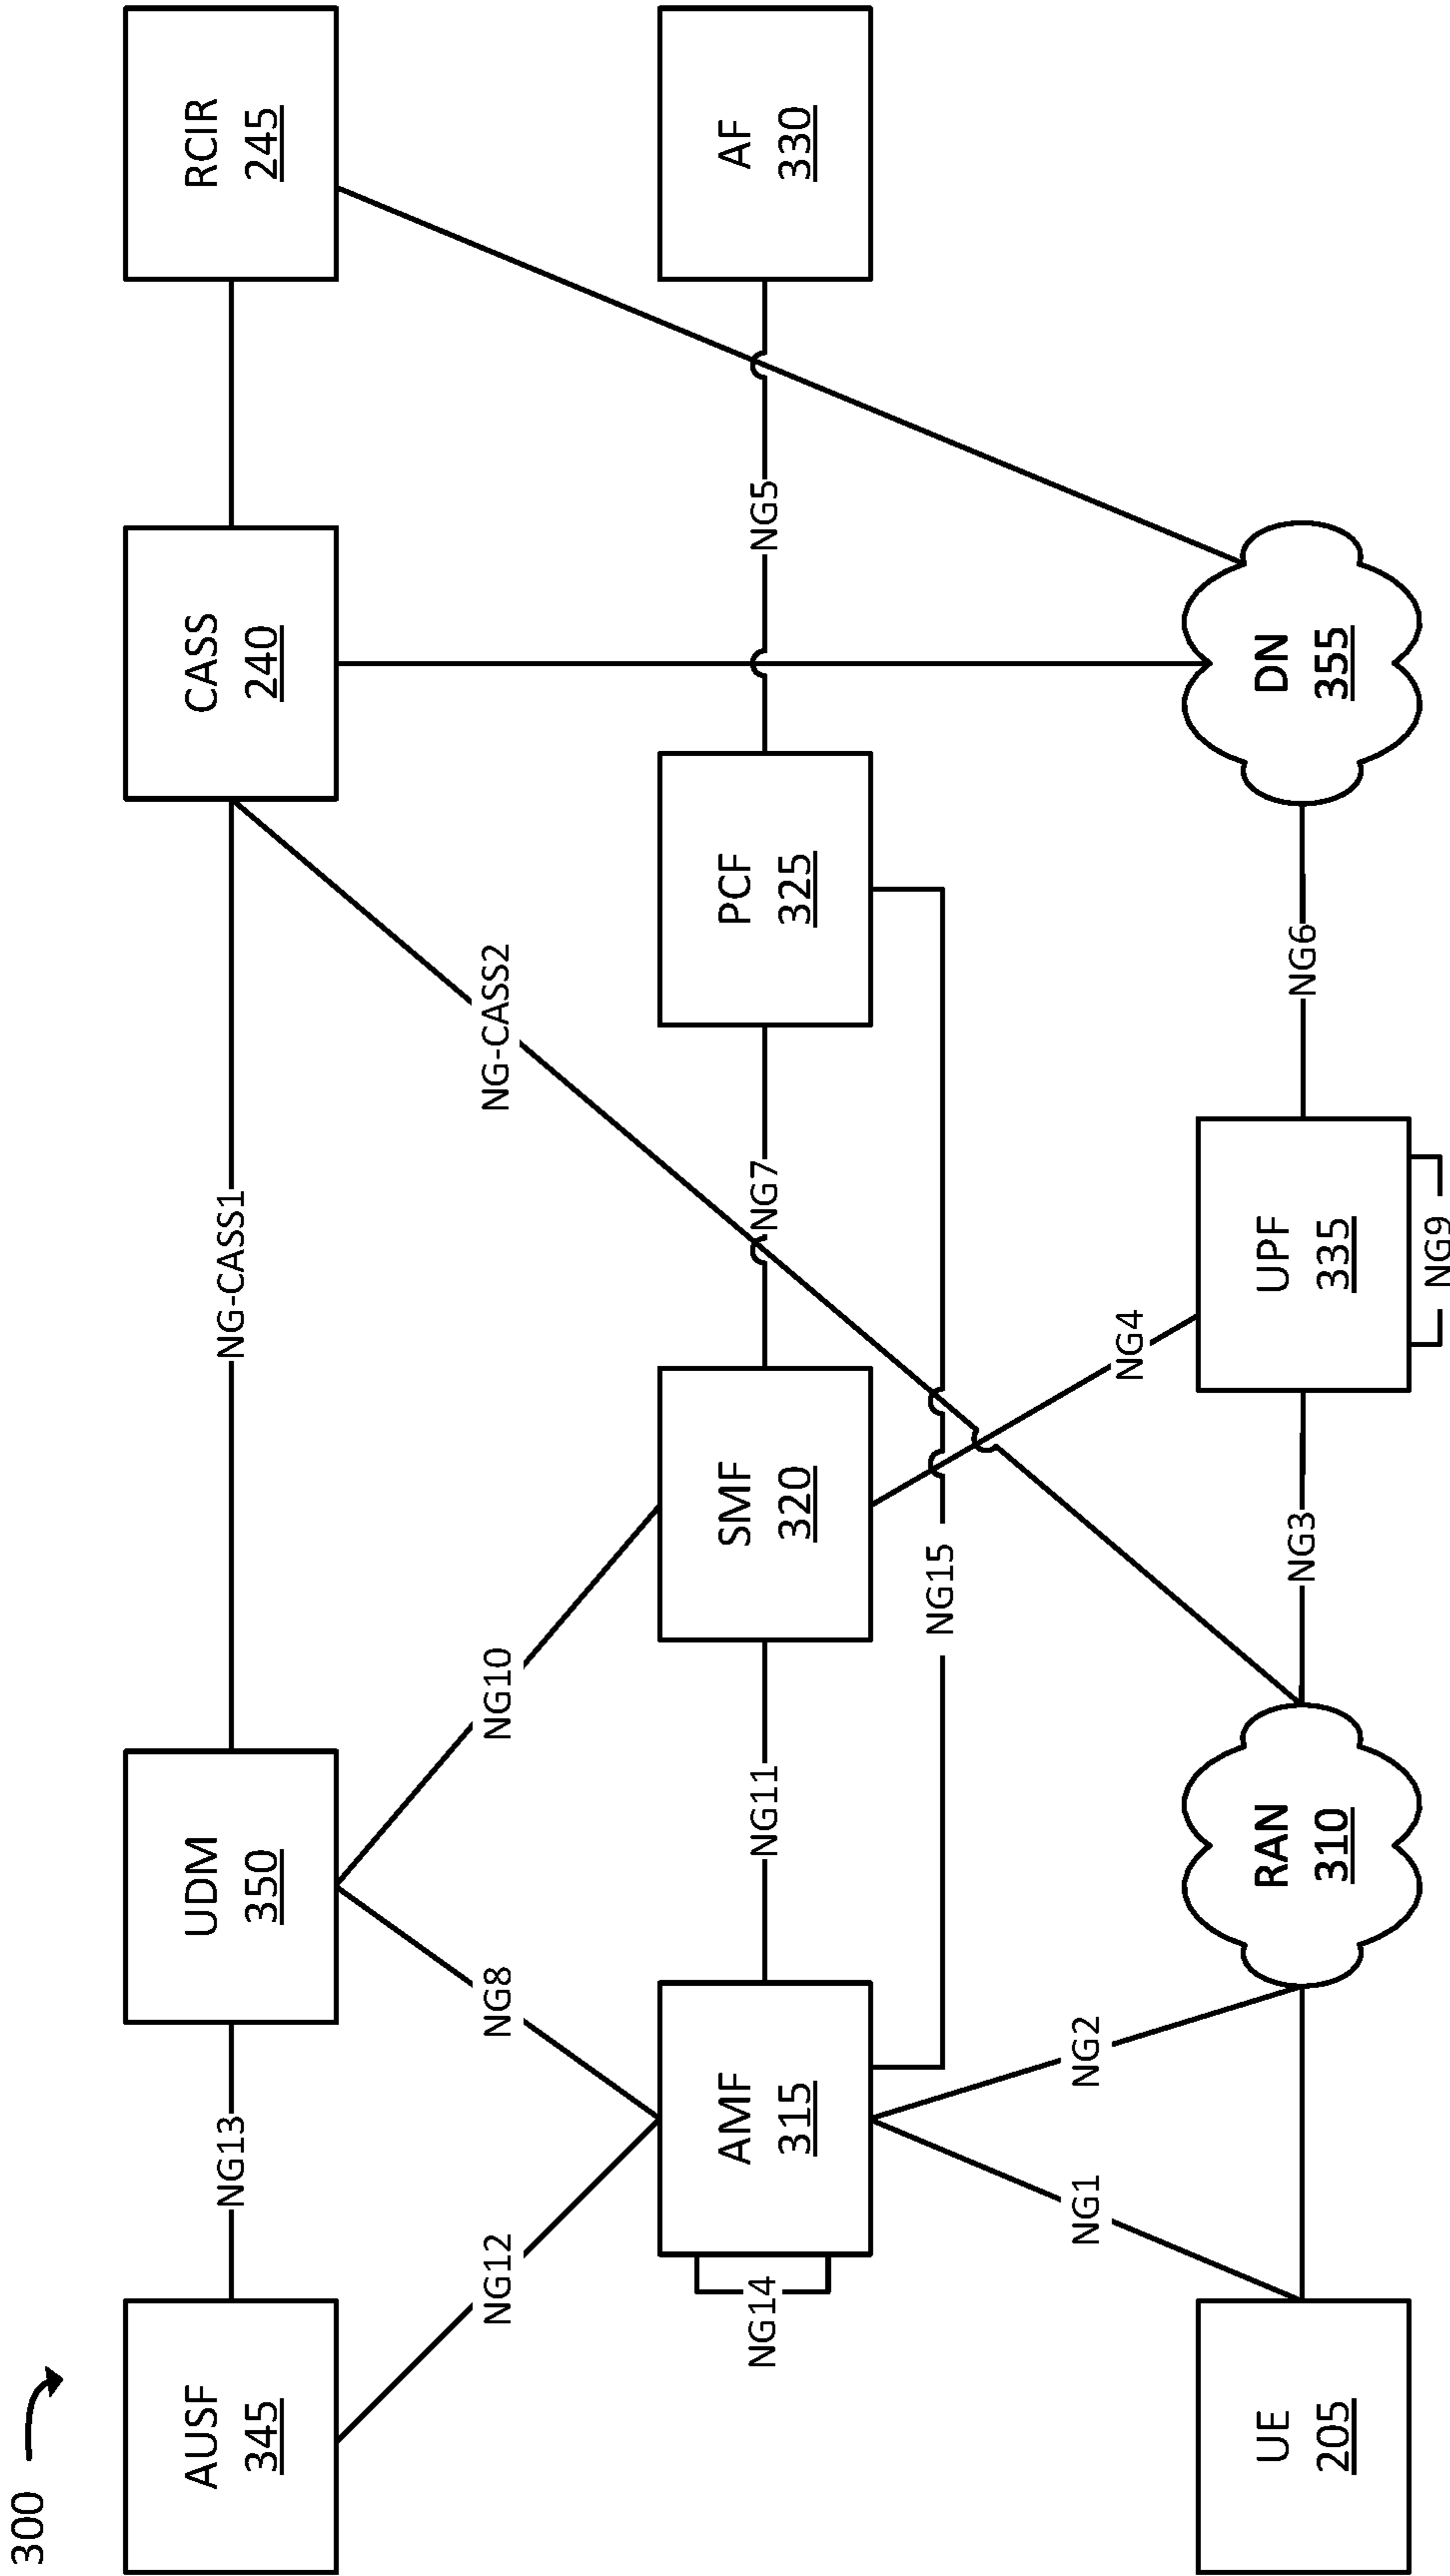 300
AUSF
345
NG13
UDM
350
NG-CASS1
CASS
240
RCIR
245
NG12
NG8
NG10
NG-CASS2
NG14
AMF
315
NG11
SMF
320
NG7
PCF
325
NG5
AF
330
NG15
NG1
NG2
NG4
UE
205
RAN
310
NG3
UPF
335
NG6
DN
355
NG9